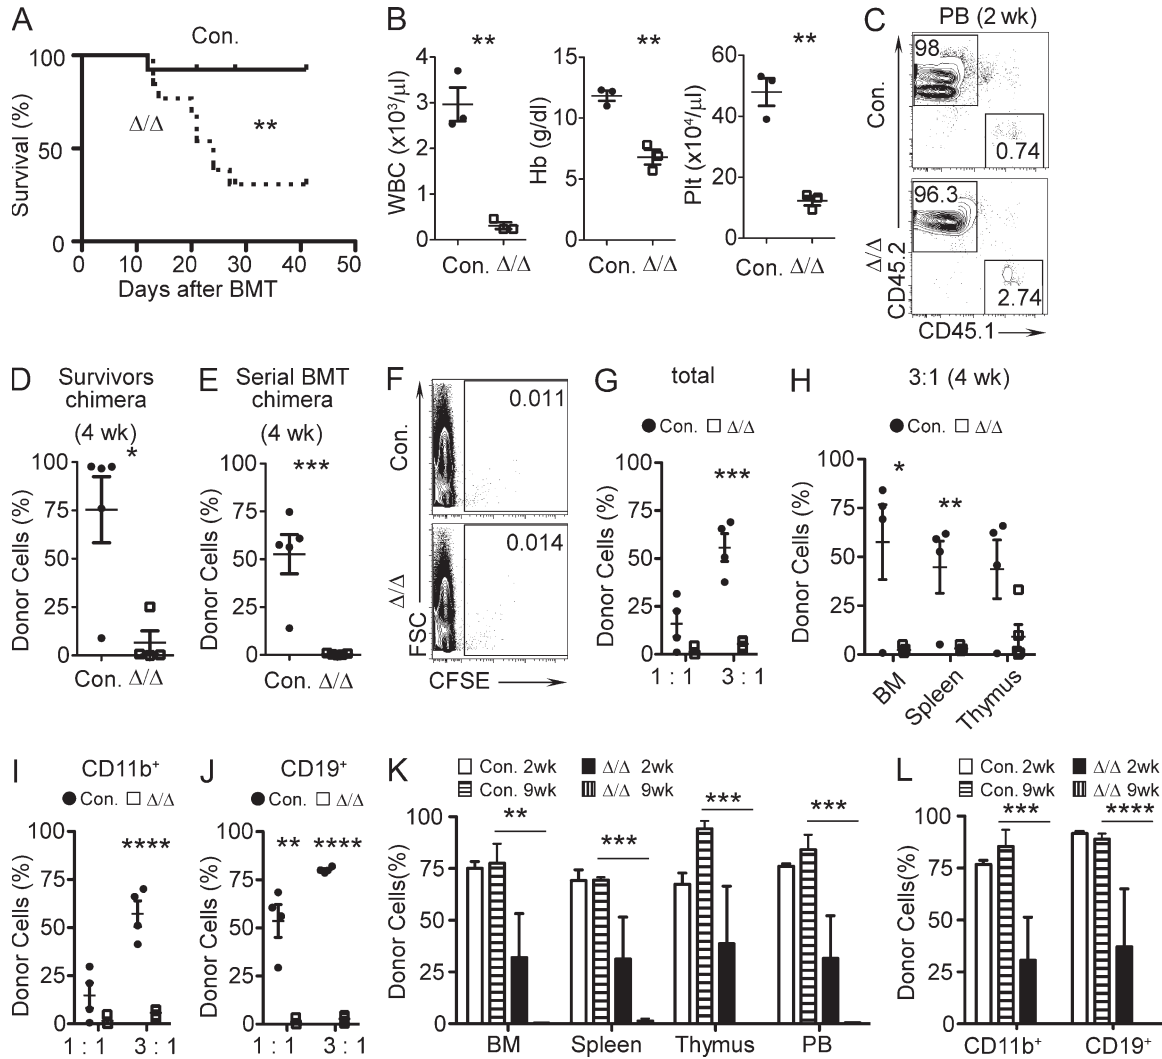 A
Con.
Survival (%)
100
50
0
Δ/Δ
**
0 10 20 30 40 50
Days after BMT
B
**
WBC (x10³/µl)
4
3
2
1
0
Con. Δ/Δ
**
Hb (g/dl)
15
10
5
0
Con. Δ/Δ
**
Plt (x10⁴/µl)
60
40
20
0
Con. Δ/Δ
C
PB (2 wk)
Con.
98
0.74
Δ/Δ
96.3
2.74
CD45.2
CD45.1
D
Survivors
chimera
(4 wk)
*
Donor Cells (%)
100
75
50
25
0
Con. Δ/Δ
E
Serial BMT
chimera
(4 wk)
***
Donor Cells (%)
100
75
50
25
0
Con. Δ/Δ
F
Con.
0.011
Δ/Δ
0.014
FSC
CFSE
G
total
Con. Δ/Δ
***
Donor Cells (%)
100
75
50
25
0
1 : 1 3 : 1
H
3:1 (4 wk)
Con. Δ/Δ
*
**
Donor Cells (%)
100
75
50
25
0
BM
Spleen
Thymus
I
CD11b⁺
Con. Δ/Δ
****
Donor Cells (%)
100
75
50
25
0
1 : 1 3 : 1
J
CD19⁺
Con. Δ/Δ
** ****
Donor Cells (%)
100
75
50
25
0
1 : 1 3 : 1
K
Con. 2wk Δ/Δ 2wk
Con. 9wk Δ/Δ 9wk
** *** *** ***
Donor Cells(%)
100
75
50
25
0
BM Spleen Thymus PB
L
Con. 2wk Δ/Δ 2wk
Con. 9wk Δ/Δ 9wk
*** ****
Donor Cells(%)
100
75
50
25
0
CD11b⁺ CD19⁺